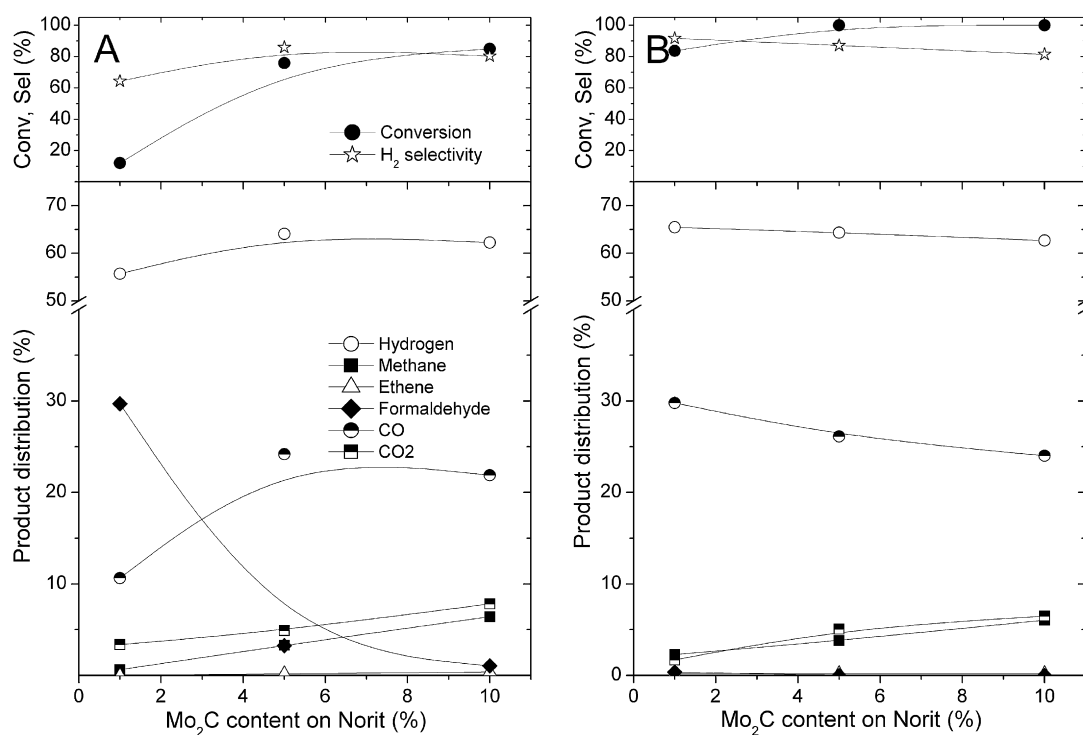 A
Conv, Sel (%)
100
80
60
40
20
Conversion
H₂ selectivity
Product distribution (%)
70
60
50
30
20
10
0
Hydrogen
Methane
Ethene
Formaldehyde
CO
CO2
0 2 4 6 8 10
Mo₂C content on Norit (%)
B
Conv, Sel (%)
100
80
60
40
20
Product distribution (%)
70
60
50
30
20
10
0
0 2 4 6 8 10
Mo₂C content on Norit (%)